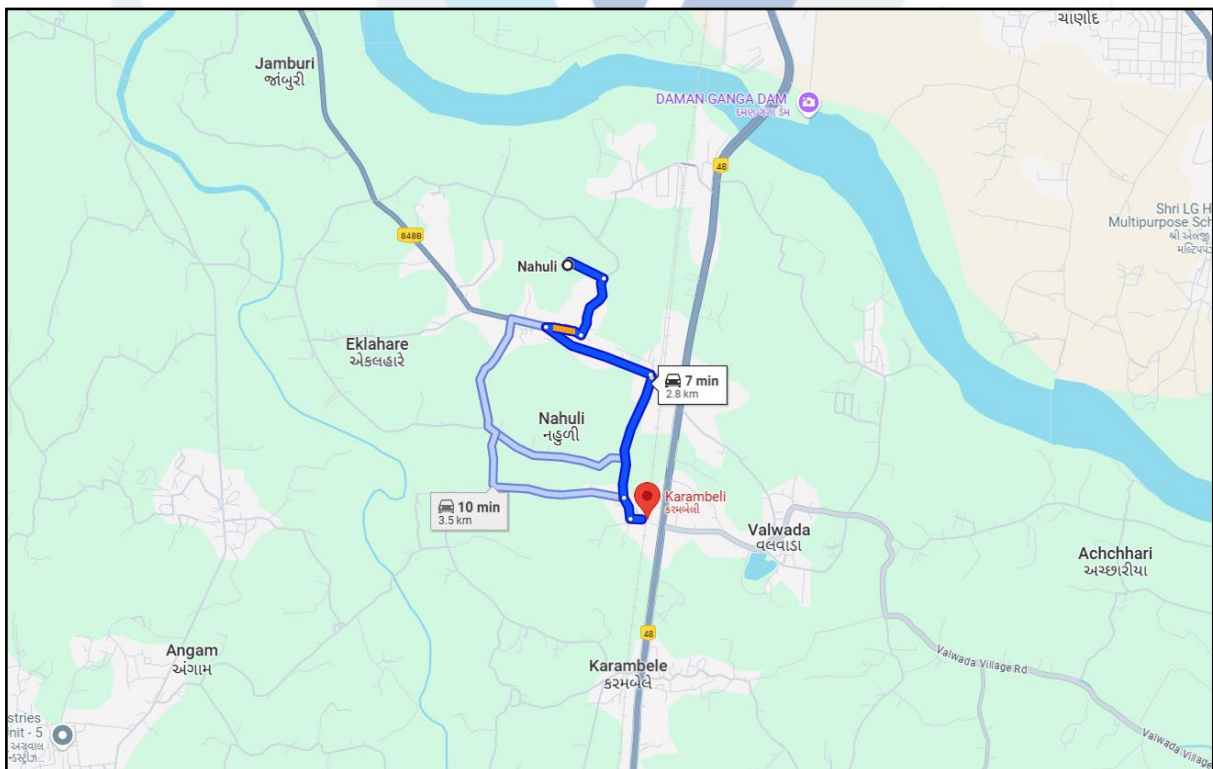 ચાણોદ
Jamburi
જાંબુરી
DAMAN GANGA DAM
દમણ ગંગા ડેમ
48
Shri LG H
Multipurpose Sch
શ્રી એલજી
848B
Nahuli
Eklahare
એકલહારે
7 min
2.8 km
Nahuli
નહુળી
10 min
3.5 km
Karambeli
કરમબેલી
Valwada
વલવાડા
Achchhari
અચ્છારીયા
48
Angam
અંગામ
Karambele
કરમબેલે
Valwada Village Rd
stries
nit - 5
Valwada Village